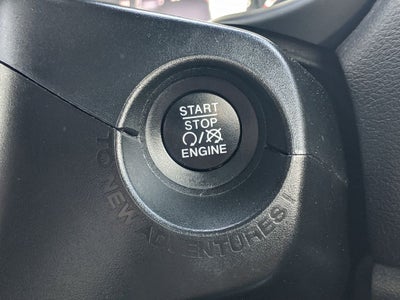 START
STOP
ENGINE
TO NEW ADVENTURES !